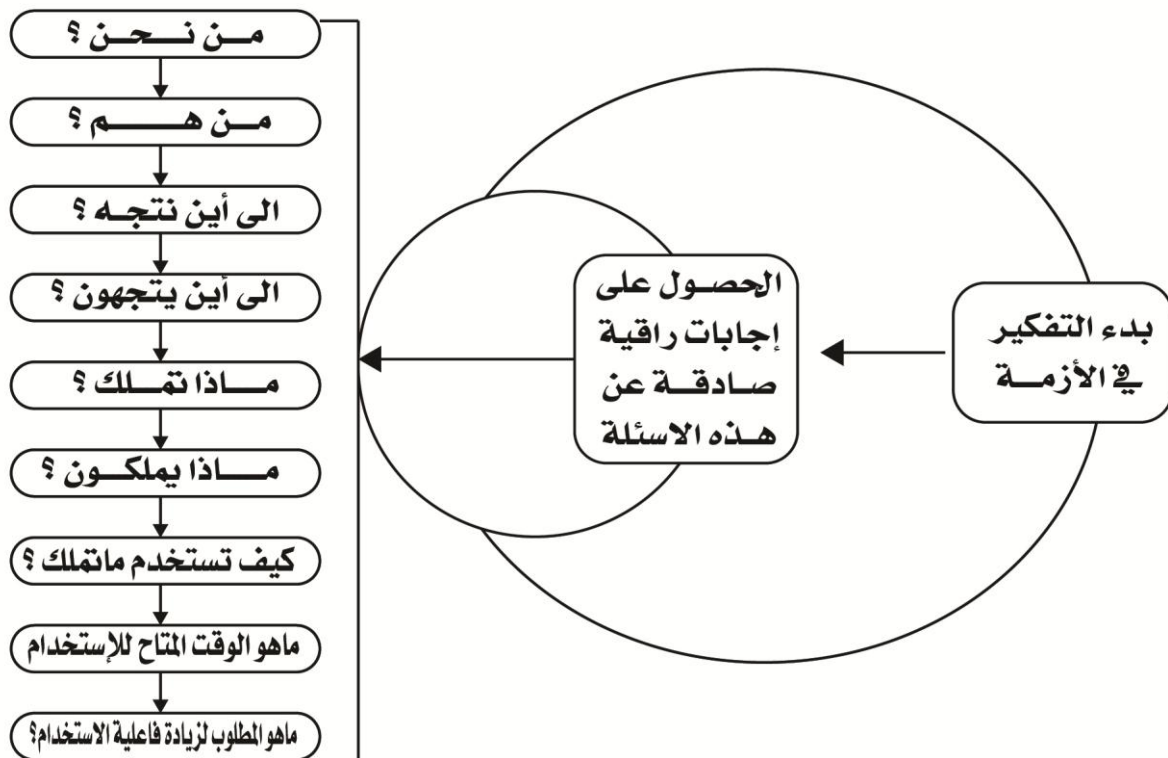 بدء التفكير
في الأزمة
الحصول على
إجابات راقية
صادقة عن
هذه الاسئلة
من نحن ؟
من هم ؟
الى أين نتجه ؟
الى أين يتجهون ؟
ماذا تملك ؟
ماذا يملكون ؟
كيف تستخدم ماتملك ؟
ماهو الوقت المتاح للإستخدام
ماهو المطلوب لزيادة فاعلية الاستخدام؟